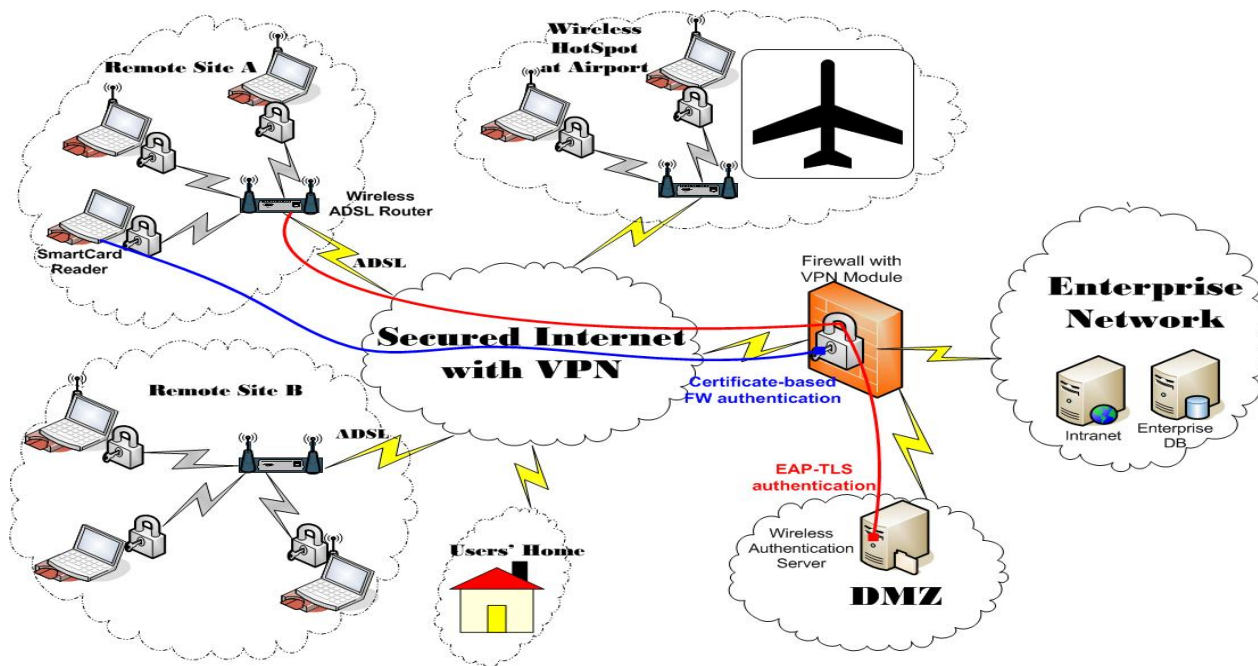 Remote Site A
Wireless
ADSL Router
SmartCard
Reader
ADSL
Wireless
HotSpot
at Airport
Secured Internet
with VPN
Firewall with
VPN Module
Certificate-based
FW authentication
Enterprise
Network
Intranet
Enterprise
DB
Remote Site B
ADSL
Users' Home
EAP-TLS
authentication
Wireless
Authentication
Server
DMZ